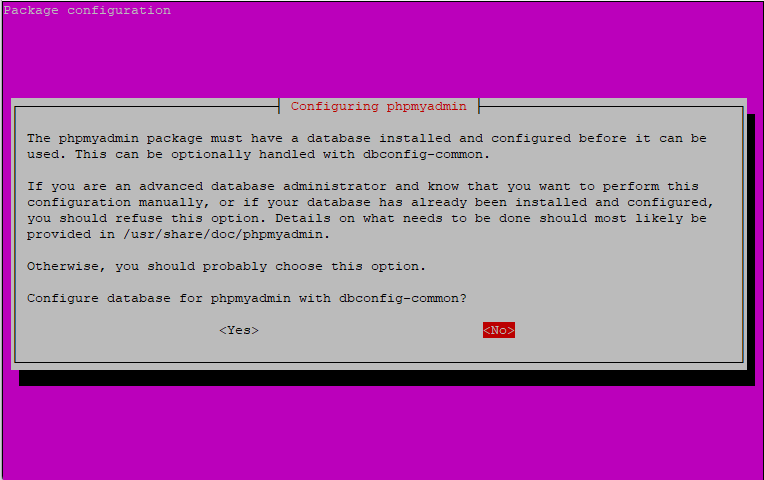 Package configuration
Configuring phpmyadmin
The phpmyadmin package must have a database installed and configured before it can be
used. This can be optionally handled with dbconfig-common.
If you are an advanced database administrator and know that you want to perform this
configuration manually, or if your database has already been installed and configured,
you should refuse this option. Details on what needs to be done should most likely be
provided in /usr/share/doc/phpmyadmin.
Otherwise, you should probably choose this option.
Configure database for phpmyadmin with dbconfig-common?
<Yes> <No>